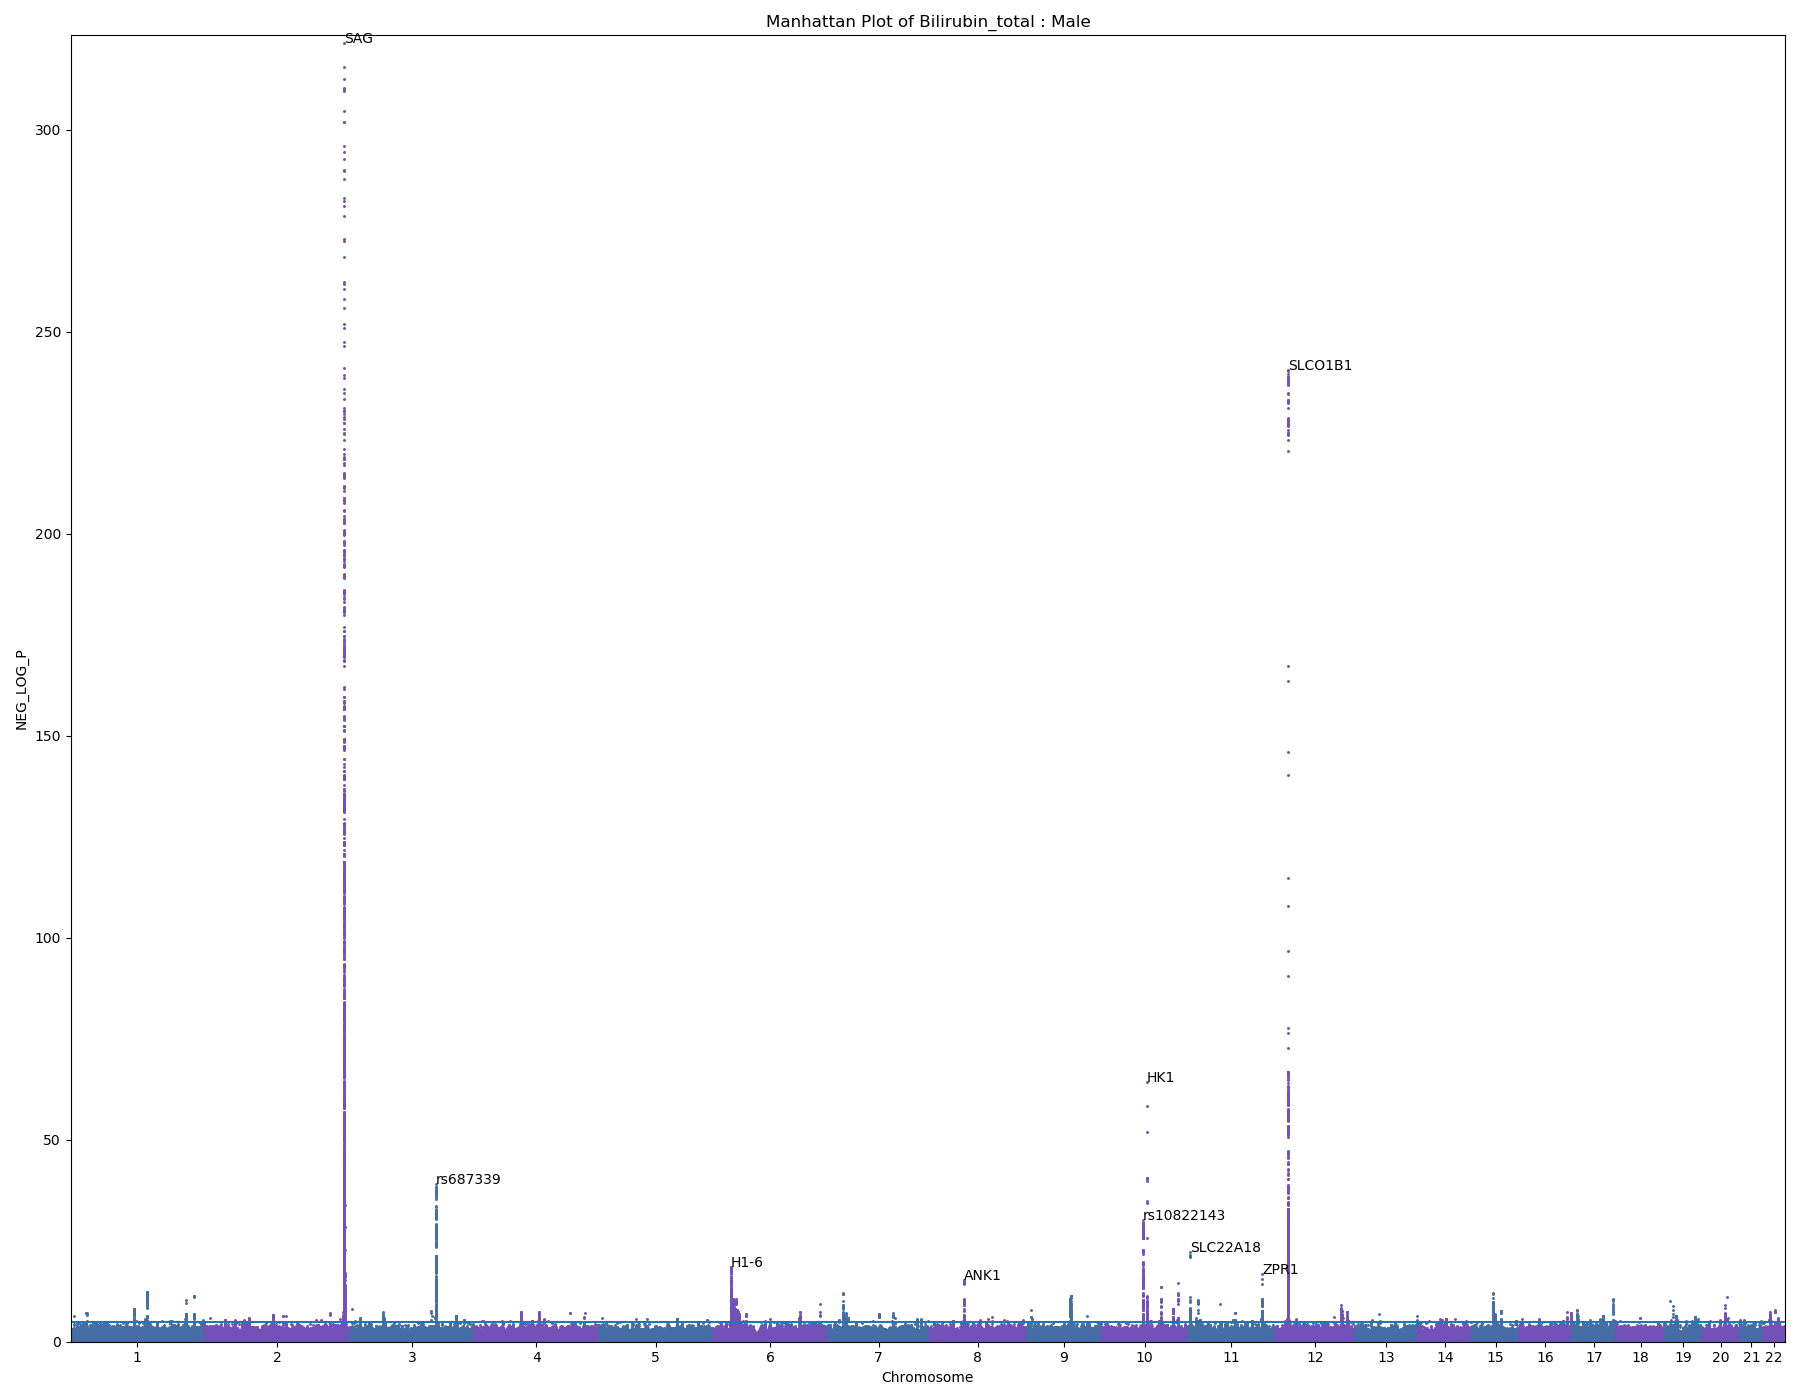 Manhattan Plot of Bilirubin_total : Male
SAG
300
250
SLCO1B1
200
NEG_LOG_P
150
100
HK1
50
rs687339
rs10822143
SLC22A18
H1-6
ZPR1
ANK1
0
1 2 3 4 5 6 7 8 9 10 11 12 13 14 15 16 17 18 19 20 21 22
Chromosome